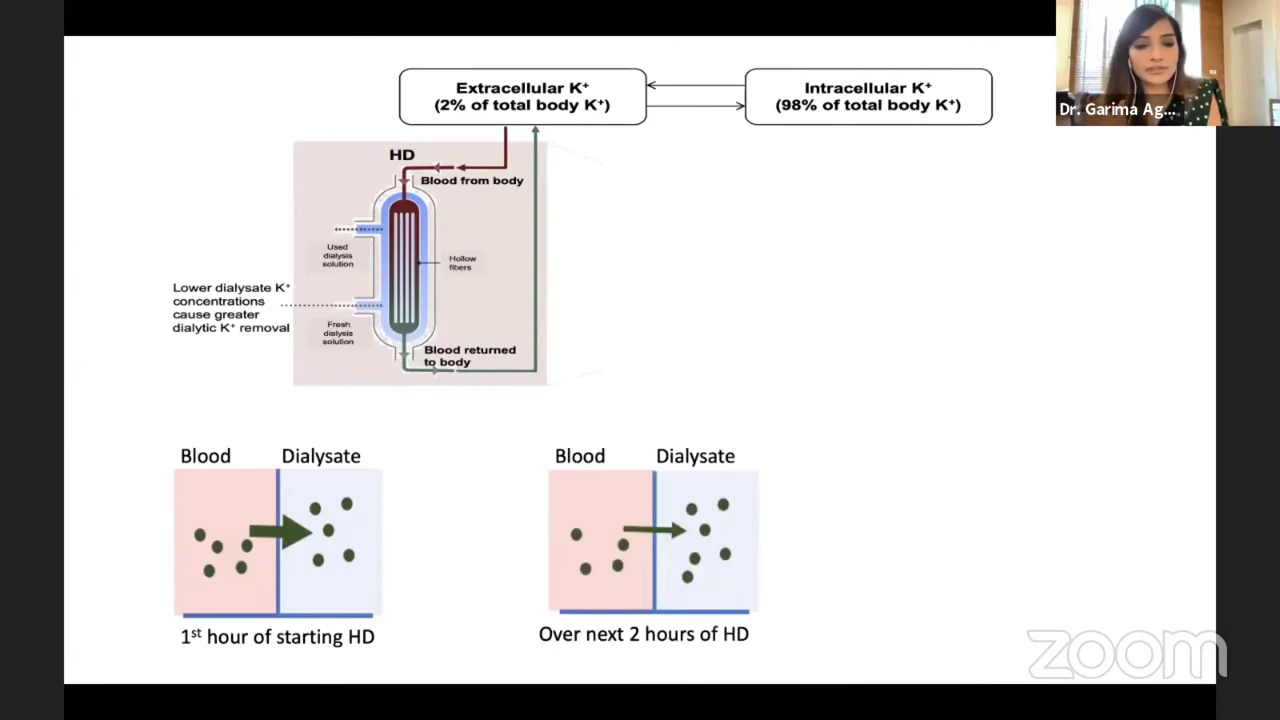 Extracellular K⁺
(2% of total body K⁺)
Intracellular K⁺
(98% of total body K⁺)
Dr. Garima Ag...
HD
Blood from body
Used
dialysis
solution
Hollow
fibers
Lower dialysate K⁺
concentrations
cause greater
dialytic K⁺ removal
Fresh
dialysis
solution
Blood returned
to body
Blood
Dialysate
Blood
Dialysate
1ˢᵗ hour of starting HD
Over next 2 hours of HD
zoom